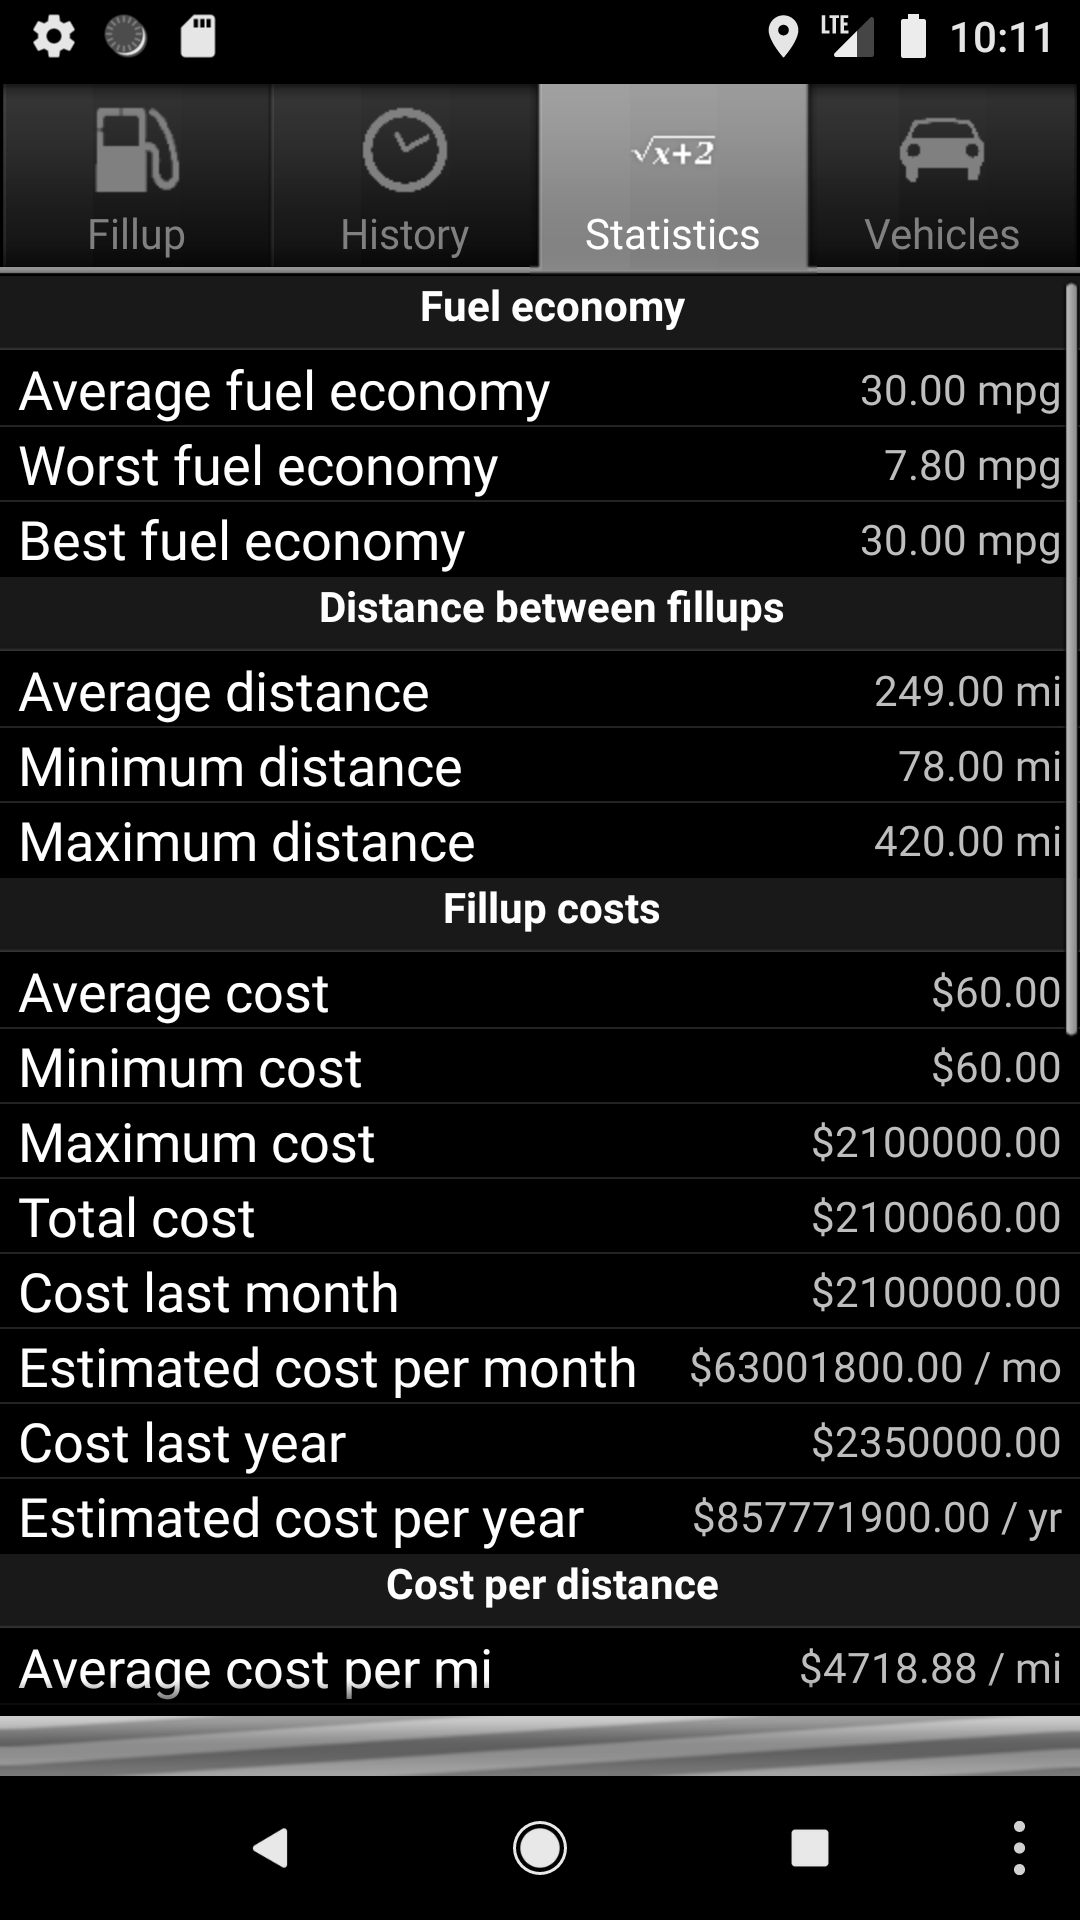 LTE 10:11
√x+2
Fillup History Statistics Vehicles
Fuel economy
Average fuel economy 30.00 mpg
Worst fuel economy 7.80 mpg
Best fuel economy 30.00 mpg
Distance between fillups
Average distance 249.00 mi
Minimum distance 78.00 mi
Maximum distance 420.00 mi
Fillup costs
Average cost $60.00
Minimum cost $60.00
Maximum cost $2100000.00
Total cost $2100060.00
Cost last month $2100000.00
Estimated cost per month $63001800.00 / mo
Cost last year $2350000.00
Estimated cost per year $857771900.00 / yr
Cost per distance
Average cost per mi $4718.88 / mi